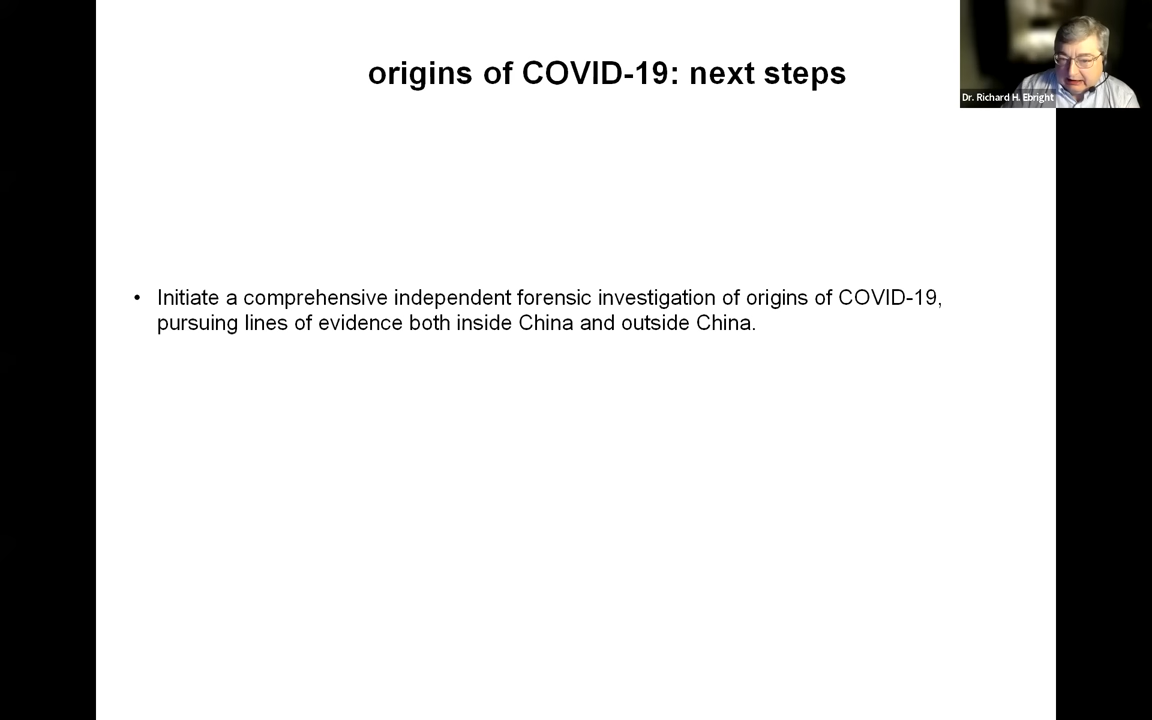 origins of COVID-19: next steps
Dr. Richard H. Ebright
• Initiate a comprehensive independent forensic investigation of origins of COVID-19,
pursuing lines of evidence both inside China and outside China.